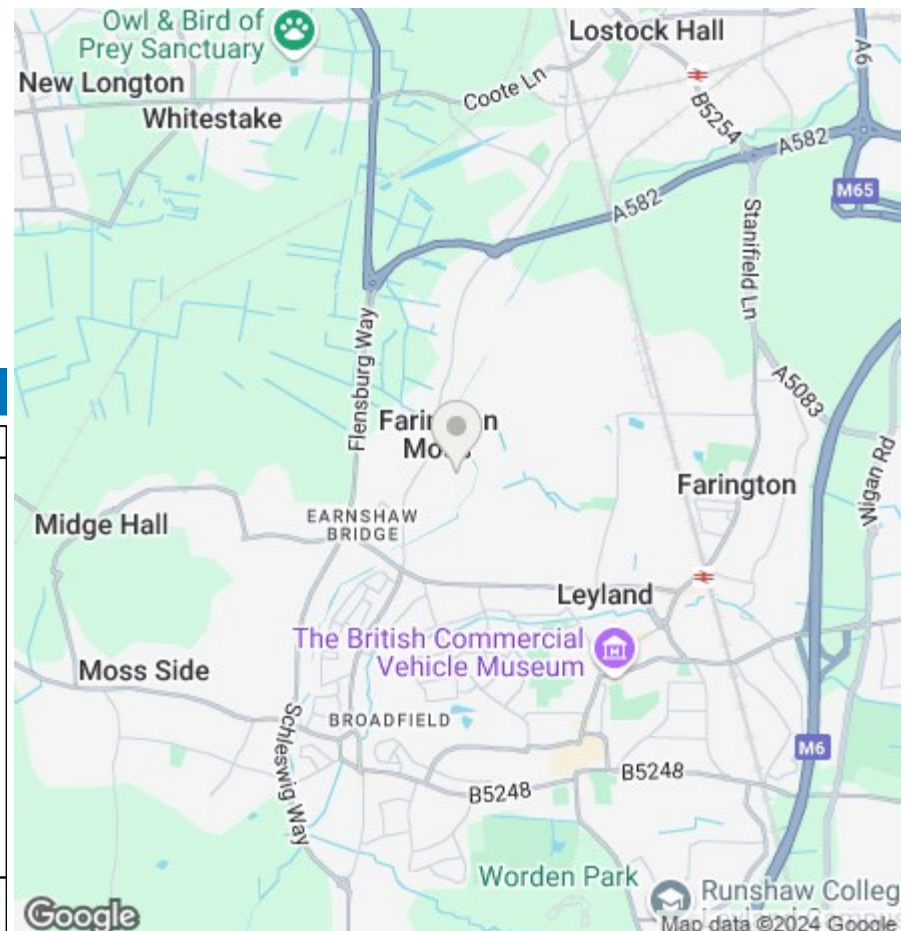 Owl & Bird of
Prey Sanctuary
Lostock Hall
A6
New Longton
Coote Ln
B5254
Whitestake
A582
M65
A582
Stanifield Ln
Flensburg Way
A5083
Farington
Moss
Wigan Rd
Farington
Midge Hall
EARNSHAW
BRIDGE
Leyland
The British Commercial
Vehicle Museum
Moss Side
Schleswig Way
BROADFIELD
M6
B5248
B5248
Worden Park
Runshaw Colleg
Google
Map data ©2024 Google